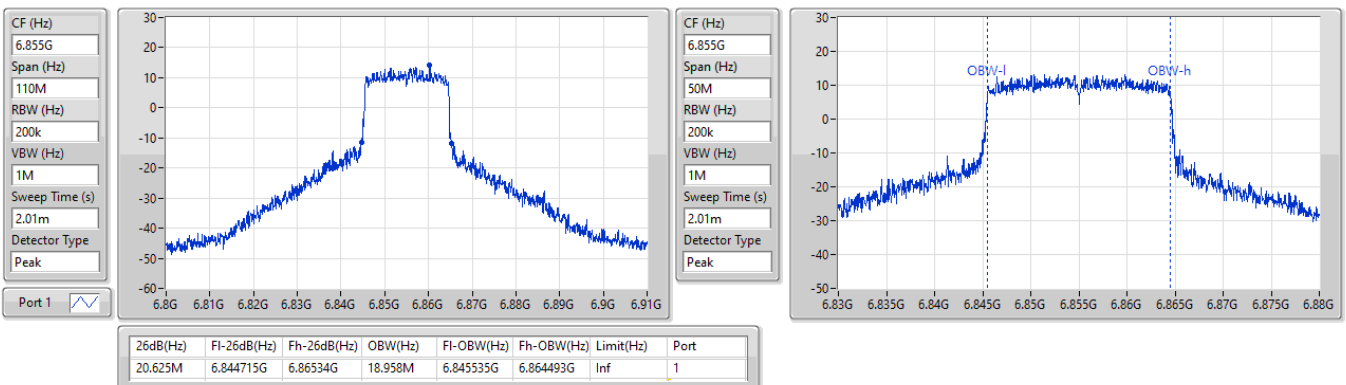 CF (Hz)
6.855G
Span (Hz)
110M
RBW (Hz)
200k
VBW (Hz)
1M
Sweep Time (s)
2.01m
Detector Type
Peak
Port 1
30
20
10
0
-10
-20
-30
-40
-50
-60
6.8G 6.81G 6.82G 6.83G 6.84G 6.85G 6.86G 6.87G 6.88G 6.89G 6.9G 6.91G
CF (Hz)
6.855G
Span (Hz)
50M
RBW (Hz)
200k
VBW (Hz)
1M
Sweep Time (s)
2.01m
Detector Type
Peak
30
20
10
0
-10
-20
-30
-40
-50
OBW-l OBW-h
6.83G 6.835G 6.84G 6.845G 6.85G 6.855G 6.86G 6.865G 6.87G 6.875G 6.88G
26dB(Hz) Fl-26dB(Hz) Fh-26dB(Hz) OBW(Hz) Fl-OBW(Hz) Fh-OBW(Hz) Limit(Hz) Port
20.625M 6.844715G 6.86534G 18.958M 6.845535G 6.864493G Inf 1